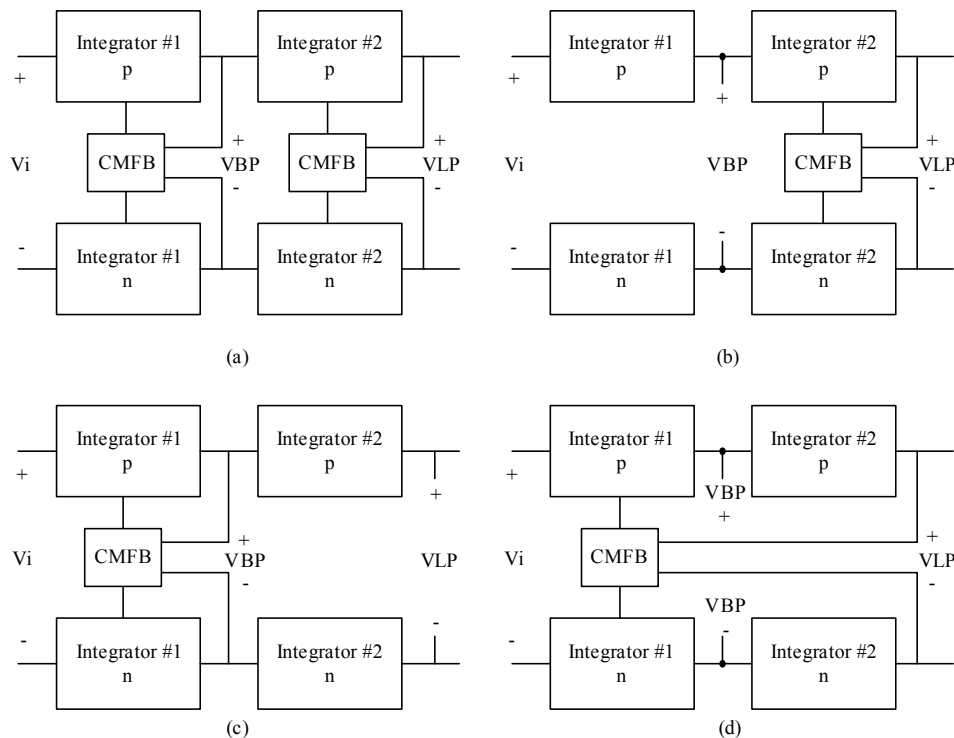 Integrator #1
p
Integrator #2
p
+
CMFB
+
VBP
-
Vi
CMFB
+
VLP
-
-
Integrator #1
n
Integrator #2
n
(a)
Integrator #1
p
Integrator #2
p
+
+
Vi
VBP
CMFB
+
VLP
-
-
-
Integrator #1
n
Integrator #2
n
(b)
Integrator #1
p
Integrator #2
p
+
+
Vi
CMFB
+
VBP
-
VLP
-
-
Integrator #1
n
Integrator #2
n
(c)
Integrator #1
p
Integrator #2
p
+
VBP
+
Vi
CMFB
+
VLP
-
VBP
-
-
Integrator #1
n
Integrator #2
n
(d)